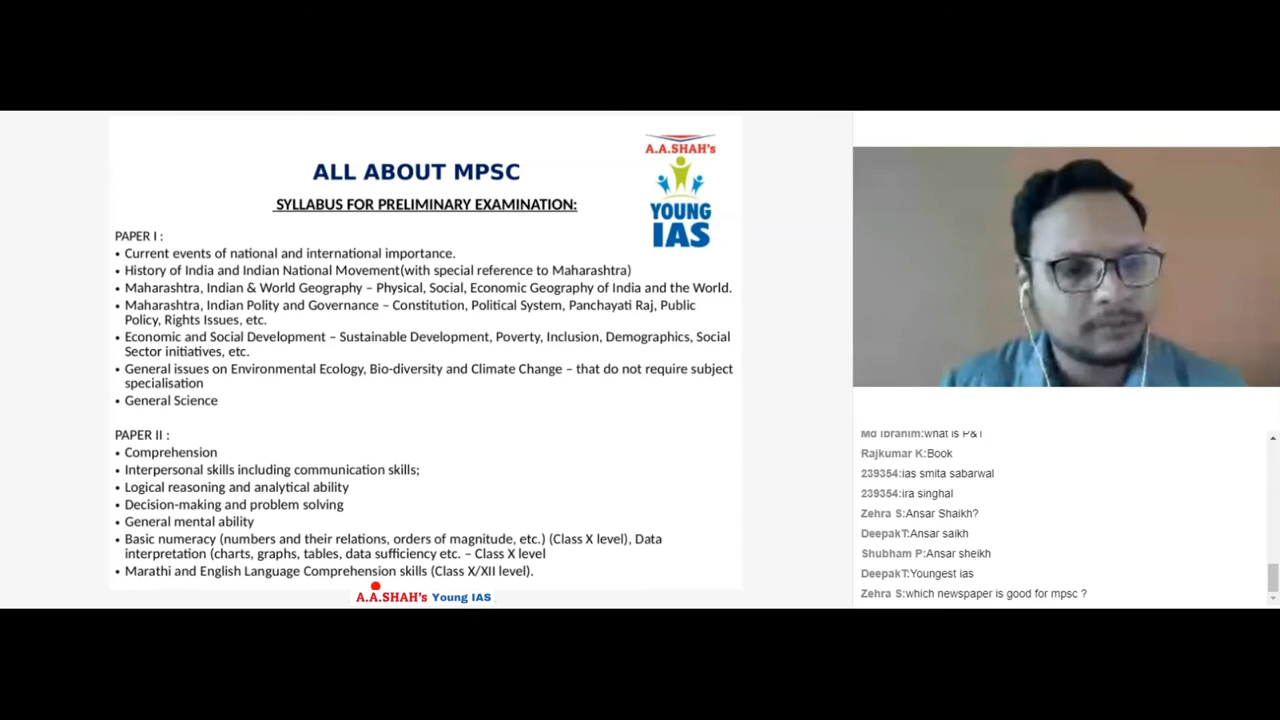 ALL ABOUT MPSC
SYLLABUS FOR PRELIMINARY EXAMINATION:
A.A.SHAH's
YOUNG
IAS
PAPER I :
• Current events of national and international importance.
• History of India and Indian National Movement(with special reference to Maharashtra)
• Maharashtra, Indian & World Geography – Physical, Social, Economic Geography of India and the World.
• Maharashtra, Indian Polity and Governance – Constitution, Political System, Panchayati Raj, Public
Policy, Rights Issues, etc.
• Economic and Social Development – Sustainable Development, Poverty, Inclusion, Demographics, Social
Sector initiatives, etc.
• General issues on Environmental Ecology, Bio-diversity and Climate Change – that do not require subject
specialisation
• General Science
PAPER II :
• Comprehension
• Interpersonal skills including communication skills;
• Logical reasoning and analytical ability
• Decision-making and problem solving
• General mental ability
• Basic numeracy (numbers and their relations, orders of magnitude, etc.) (Class X level), Data
interpretation (charts, graphs, tables, data sufficiency etc. – Class X level
• Marathi and English Language Comprehension skills (Class X/XII level).
A.A.SHAH's Young IAS
Md Ibrahim:what is P&T
Rajkumar K:Book
239354:ias smita sabarwal
239354:ira singhal
Zehra S:Ansar Shaikh?
DeepakT:Ansar saikh
Shubham P:Ansar sheikh
DeepakT:Youngest ias
Zehra S:which newspaper is good for mpsc ?